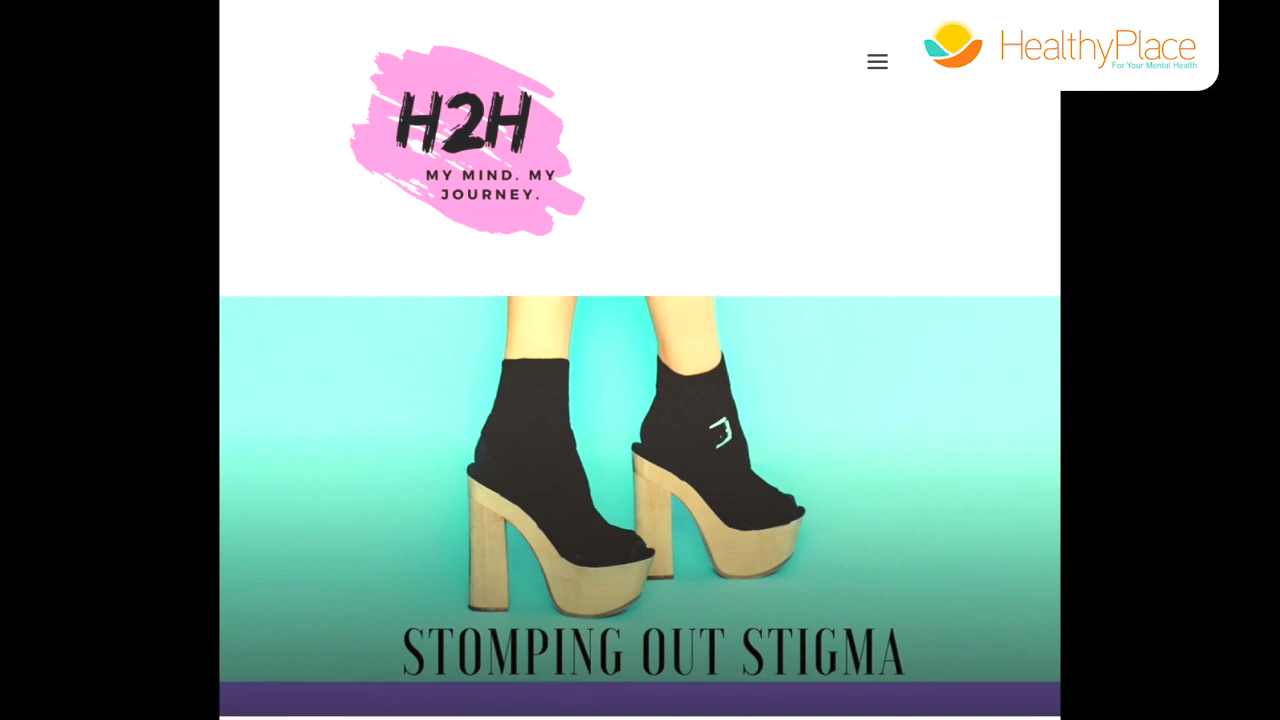 HealthyPlace
For Your Mental Health
H2H
MY MIND. MY
JOURNEY.
STOMPING OUT STIGMA